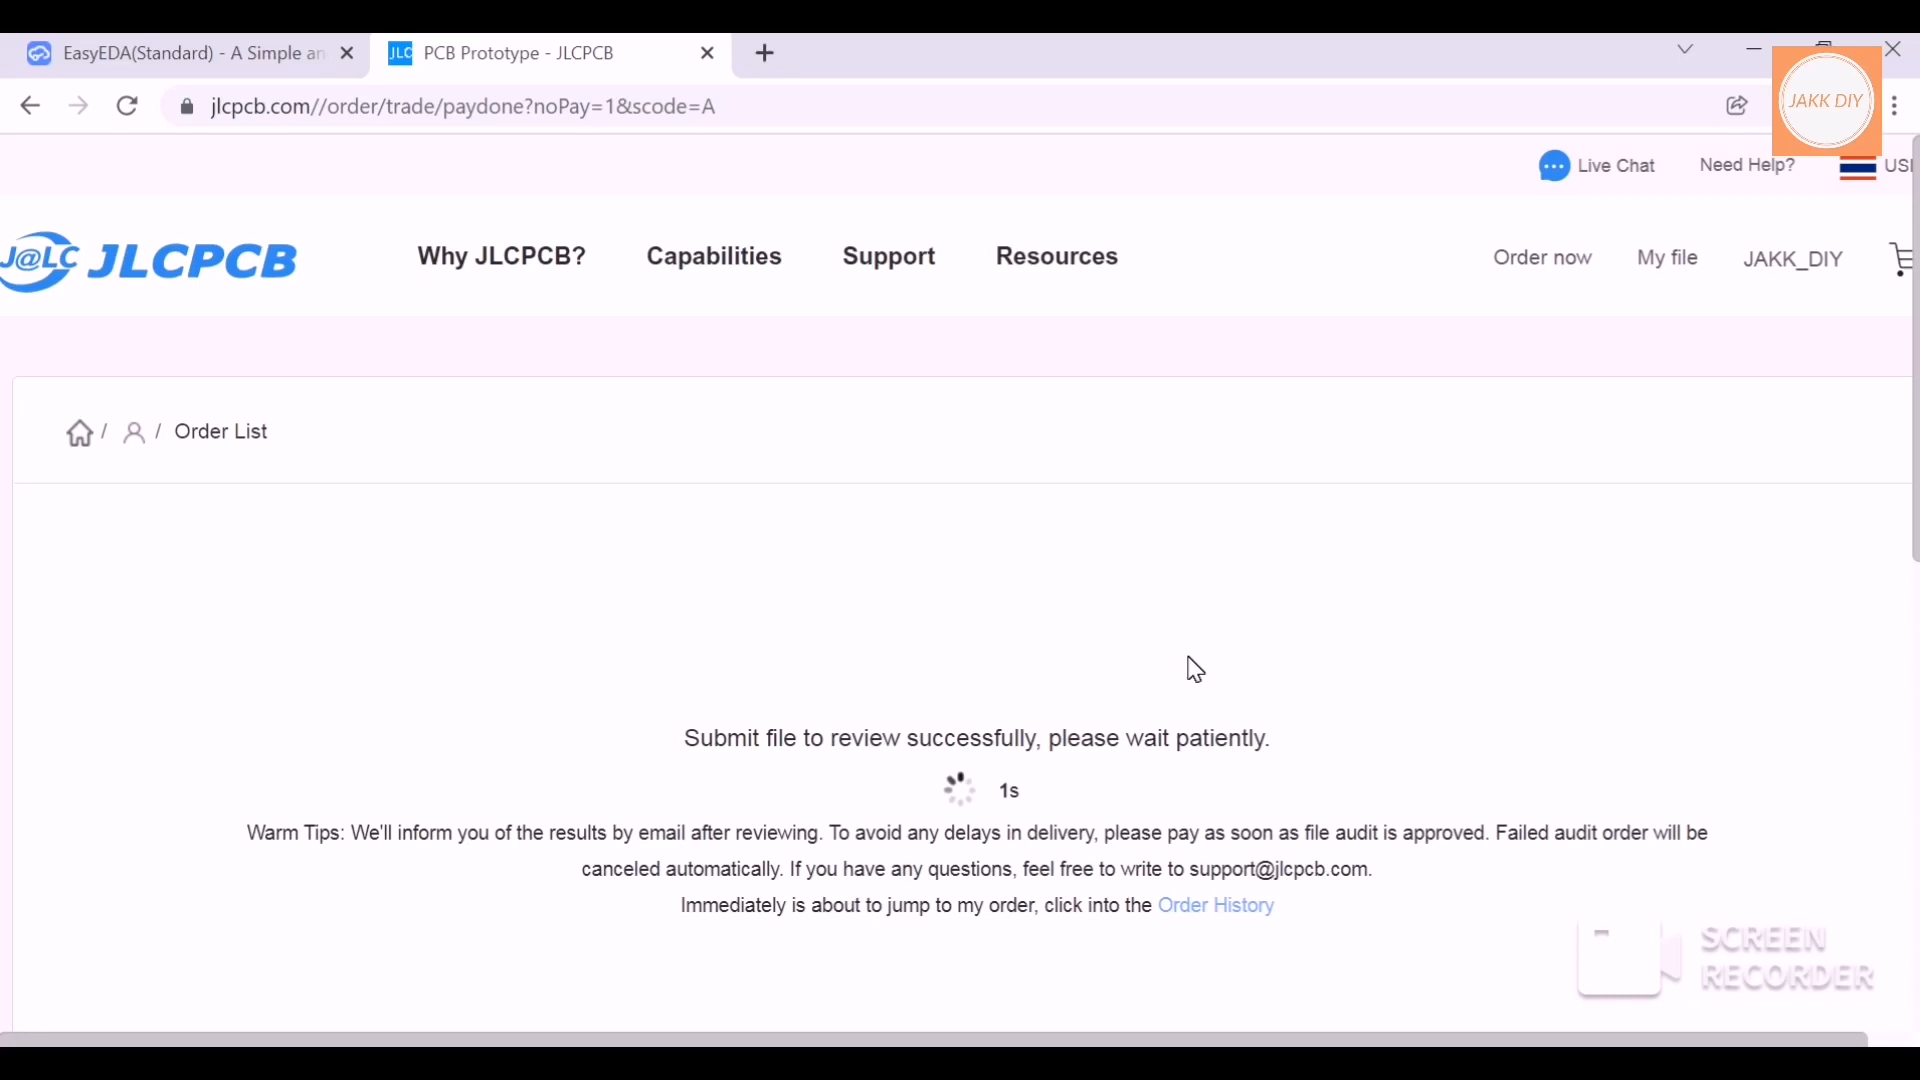 EasyEDA(Standard) - A Simple an
JLC PCB Prototype - JLCPCB
jlcpcb.com//order/trade/paydone?noPay=1&scode=A
JAKK DIY
Live Chat Need Help? USD
J@LC JLCPCB Why JLCPCB? Capabilities Support Resources Order now My file JAKK_DIY
/ / Order List
Submit file to review successfully, please wait patiently.
1s
Warm Tips: We'll inform you of the results by email after reviewing. To avoid any delays in delivery, please pay as soon as file audit is approved. Failed audit order will be
canceled automatically. If you have any questions, feel free to write to support@jlcpcb.com.
Immediately is about to jump to my order, click into the Order History
SCREEN
RECORDER